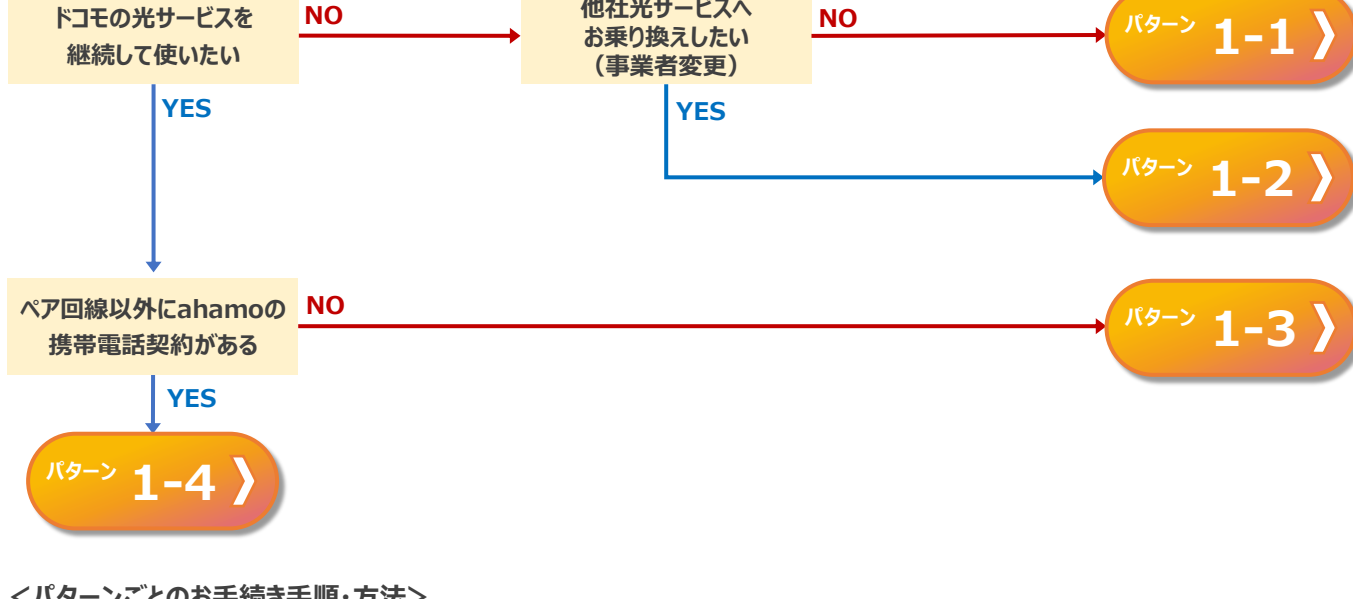 ドコモの光サービスを
継続して使いたい
NO
他社光サービスへ
お乗り換えしたい
（事業者変更）
NO
パターン 1-1
YES
YES
パターン 1-2
ペア回線以外にahamoの
携帯電話契約がある
NO
パターン 1-3
YES
パターン 1-4
＜パターンごとのお手続き手順・方法＞